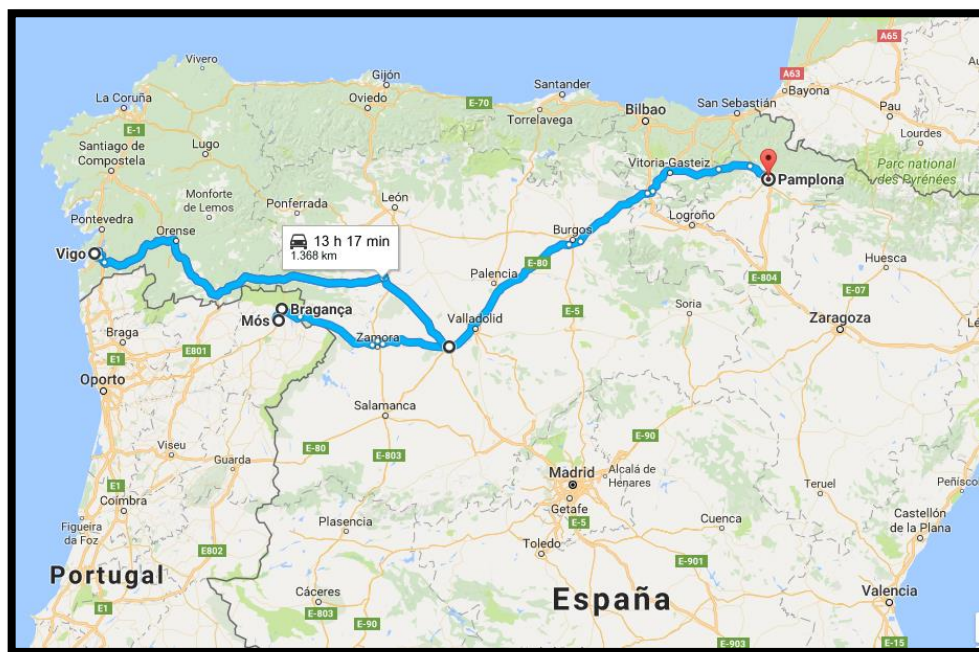 Vivero
La Coruña
E-1
Santiago de
Compostela
Lugo
Gijón
Oviedo
E-70
Santander
Torrelavega
Bilbao
San Sebastián
A63
A65
Bayona
Pau
Lourdes
Parc national
des Pyrénées
Vitoria-Gasteiz
Pamplona
Pontevedra
Monforte
de Lemos
Ponferrada
León
Logroño
Orense
Vigo
13 h 17 min
1.368 km
Burgos
E-80
Palencia
E-804
Huesca
E-07
Bragança
Mós
Braga
E1
E801
Zamora
Valladolid
E-5
Soria
Zaragoza
Oporto
E1
Salamanca
Viseu
Guarda
E-80
E-803
E-90
Madrid
Alcalá de
Henares
Getafe
Teruel
E1
Coimbra
Figueira
da Foz
E802
Plasencia
E-5
Toledo
Cuenca
Castellón
de la Plana
E-901
Portugal
España
Valencia
E1
Cáceres
E-803
E-90
E-903
E-15